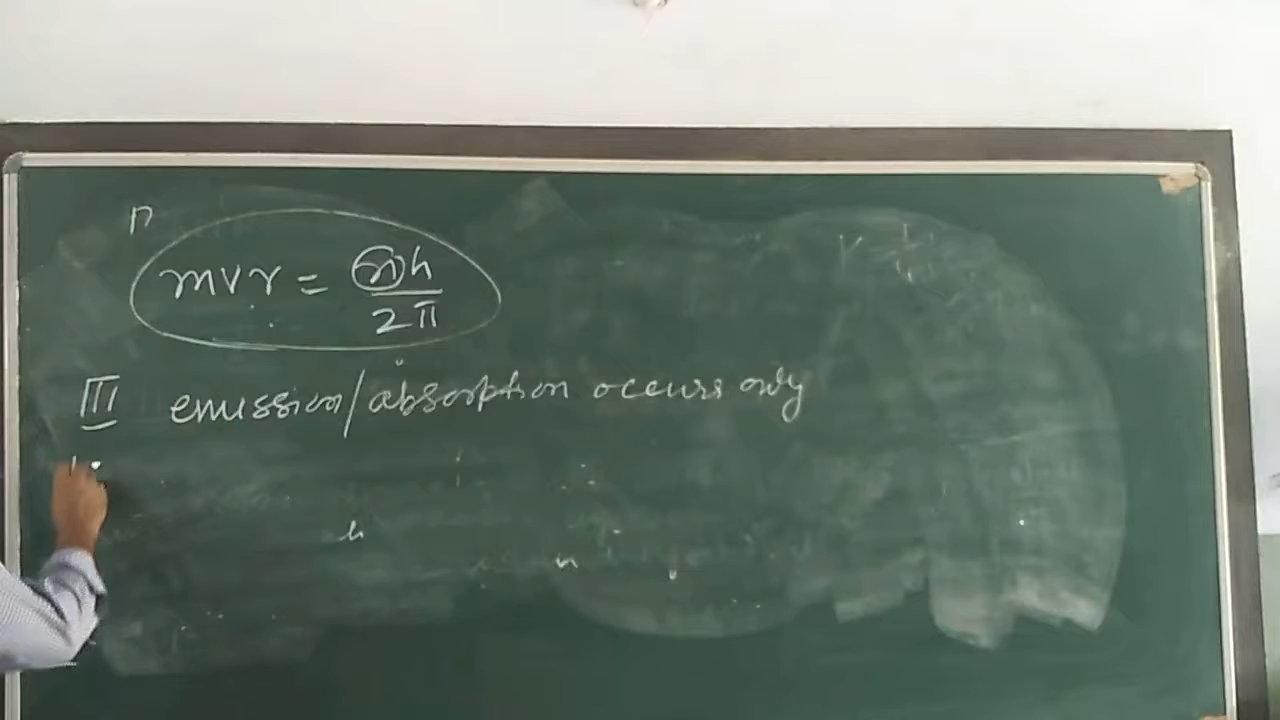 n
mvr = nh/2π
III emission/absorption occurs only